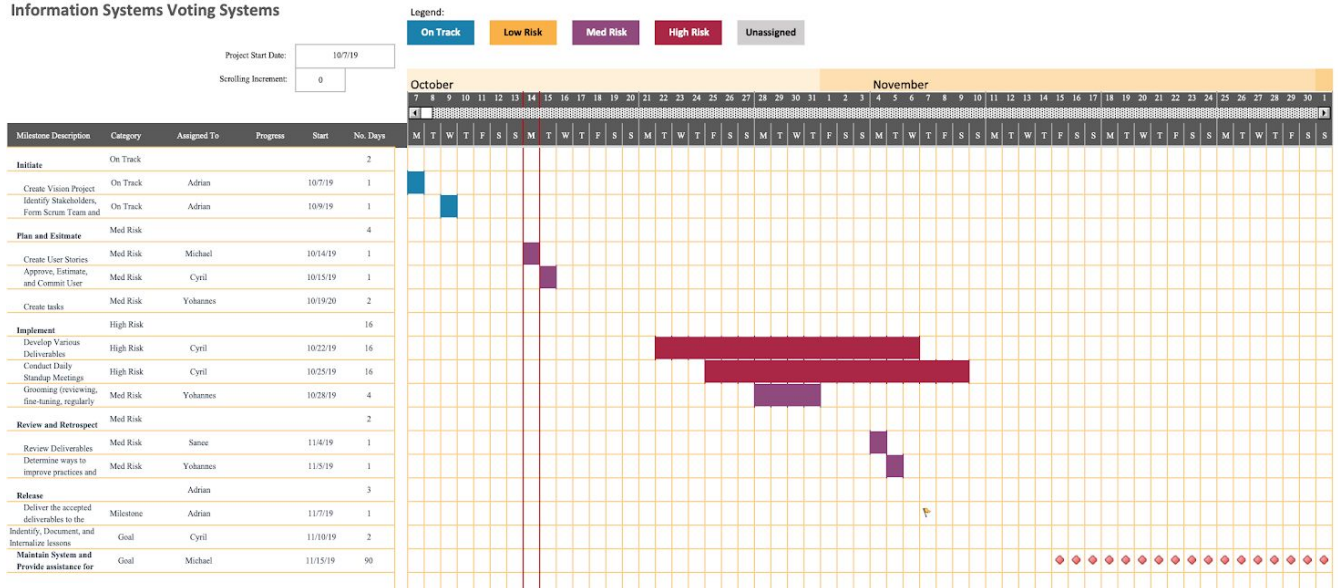 Information Systems Voting Systems
Legend:
On Track Low Risk Med Risk High Risk Unassigned
Project Start Date: 10/7/19
Scrolling Increment: 0
October November
7 8 9 10 11 12 13 14 15 16 17 18 19 20 21 22 23 24 25 26 27 28 29 30 31 1 2 3 4 5 6 7 8 9 10 11 12 13 14 15 16 17 18 19 20 21 22 23 24 25 26 27 28 29 30 1
Milestone Description Category Assigned To Progress Start No. Days M T W T F S S M T W T F S S M T W T F S S M T W T F S S M T W T F S S M T W T F S S M T W T F S S M T W T F S S
Initiate On Track 2
Create Vision Project On Track Adrian 10/7/19 1
Identify Stakeholders,
Form Scrum Team and On Track Adrian 10/9/19 1
Plan and Esitmate Med Risk 4
Create User Stories Med Risk Michael 10/14/19 1
Approve, Estimate,
and Commit User Med Risk Cyril 10/15/19 1
Create tasks Med Risk Yohannes 10/19/20 2
Implement High Risk 16
Develop Various
Deliverables High Risk Cyril 10/22/19 16
Conduct Daily
Standup Meetings High Risk Cyril 10/25/19 16
Grooming (reviewing,
fine-tuning, regularly Med Risk Yohannes 10/28/19 4
Review and Retrospect Med Risk 2
Review Deliverables Med Risk Sanee 11/4/19 1
Determine ways to
improve practices and Med Risk Yohannes 11/5/19 1
Release Adrian 3
Deliver the accepted
deliverables to the Milestone Adrian 11/7/19 1
Indentify, Document, and
Internalize lessons Goal Cyril 11/10/19 2
Maintain System and
Provide assistance for Goal Michael 11/15/19 90